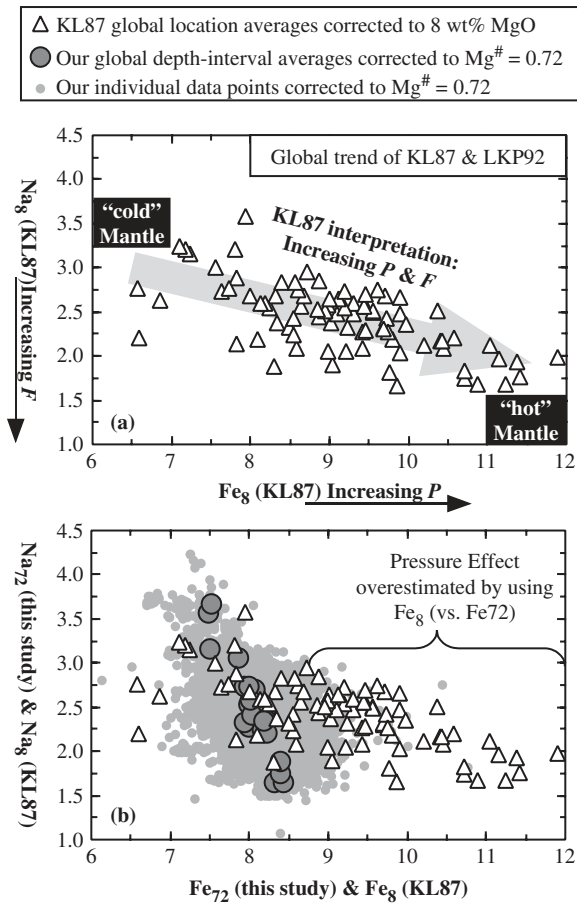 KL87 global location averages corrected to 8 wt% MgO
Our global depth-interval averages corrected to Mg# = 0.72
Our individual data points corrected to Mg# = 0.72
4.5
4.0
3.5
3.0
2.5
2.0
1.5
1.0
Na8 (KL87)Increasing F
Global trend of KL87 & LKP92
"cold"
Mantle
KL87 interpretation:
Increasing P & F
"hot"
Mantle
(a)
6 7 8 9 10 11 12
Fe8 (KL87) Increasing P
4.5
4.0
3.5
3.0
2.5
2.0
1.5
1.0
Na72 (this study) & Na8 (KL87)
Pressure Effect
overestimated by using
Fe8 (vs. Fe72)
(b)
6 7 8 9 10 11 12
Fe72 (this study) & Fe8 (KL87)